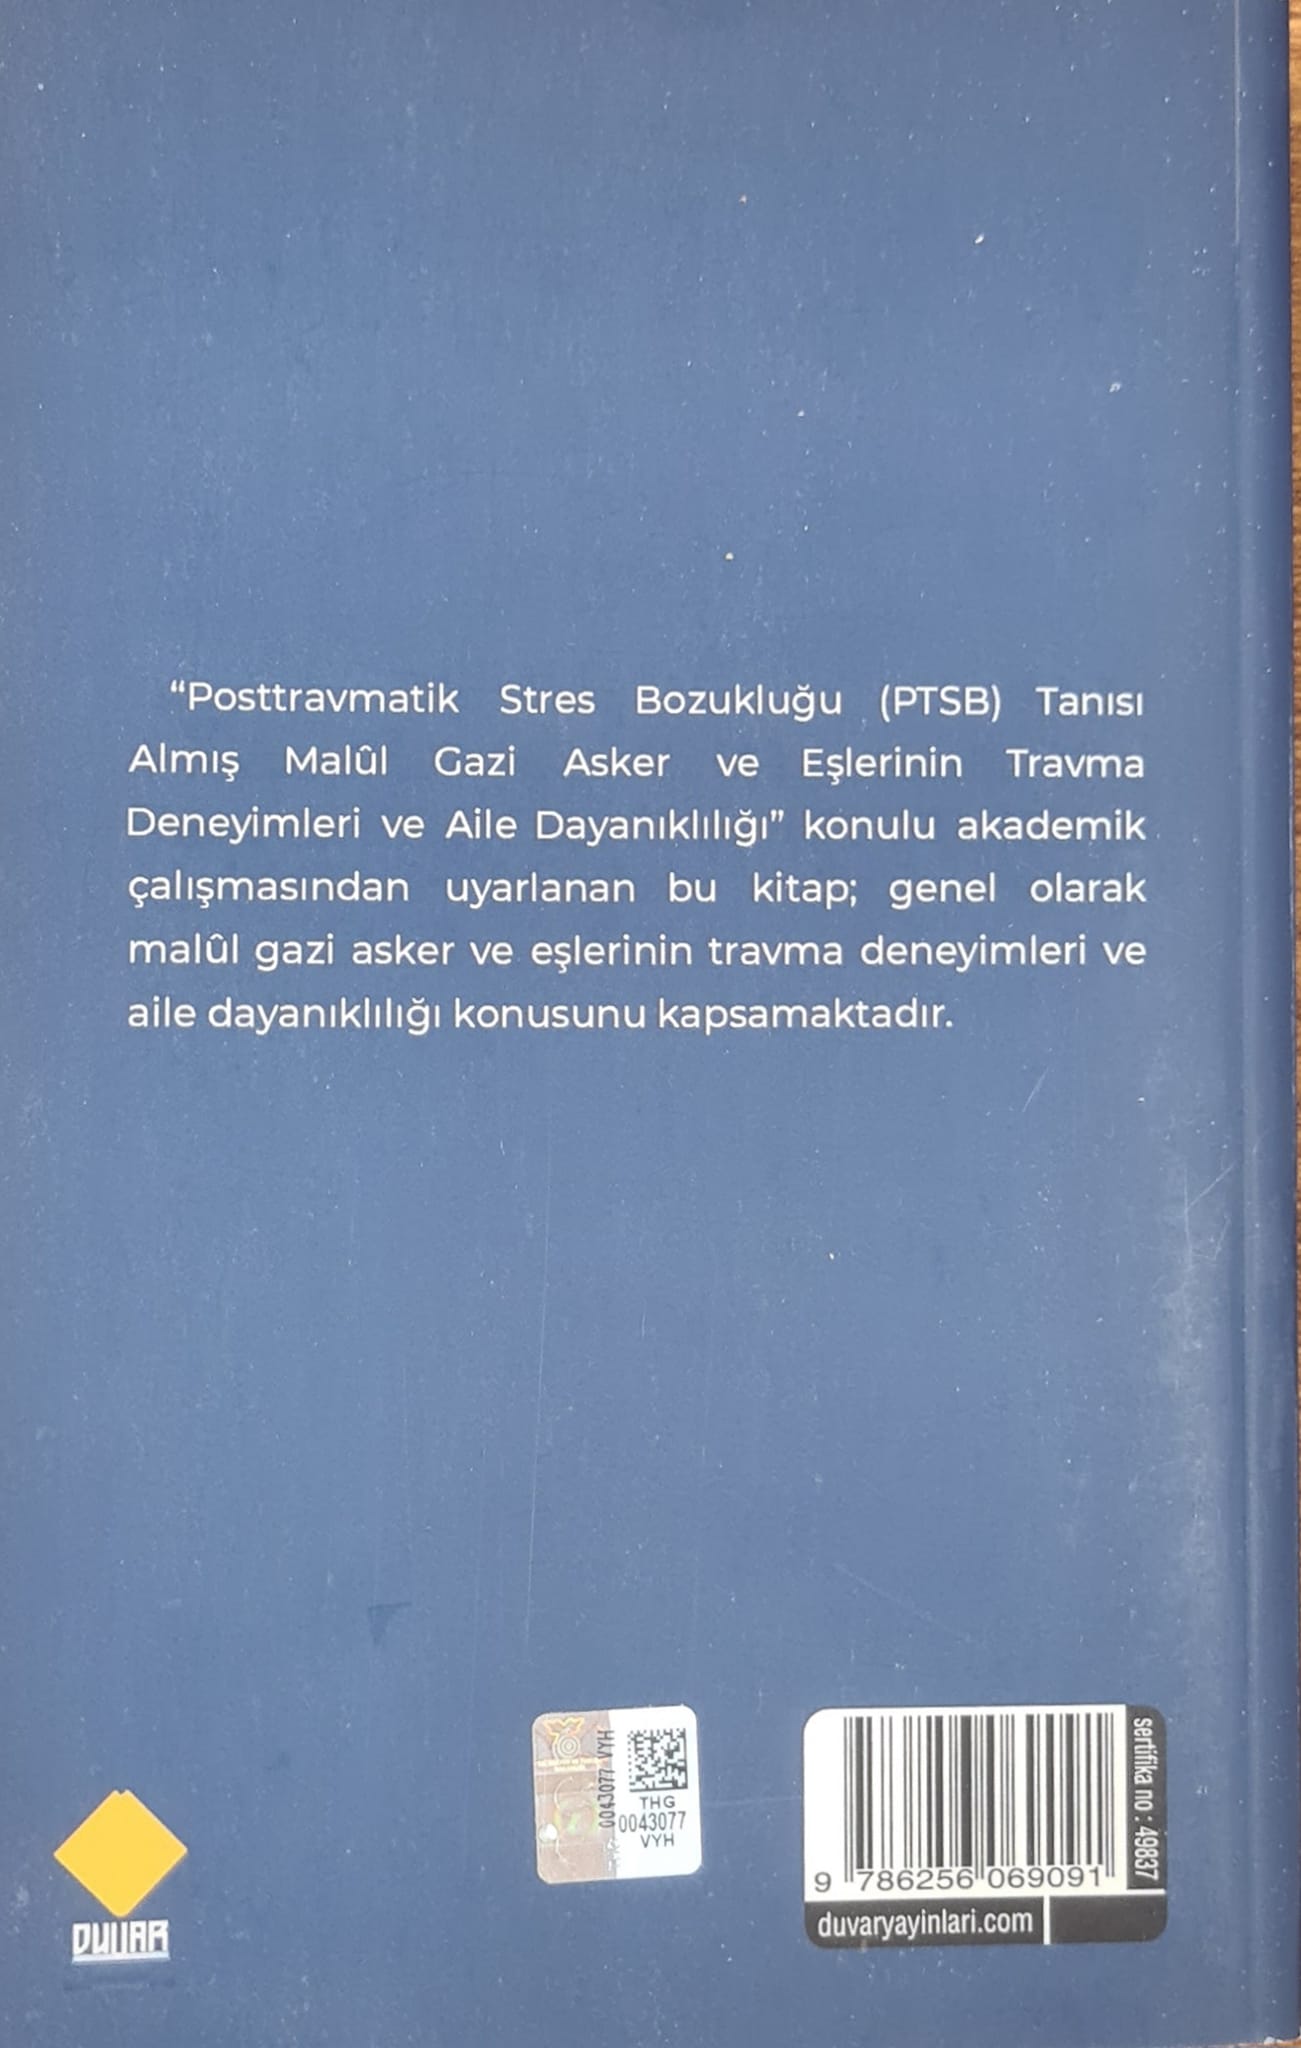 “Posttravmatik Stres Bozukluğu (PTSB) Tanısı
Almış Malûl Gazi Asker ve Eşlerinin Travma
Deneyimleri ve Aile Dayanıklılığı” konulu akademik
çalışmasından uyarlanan bu kitap; genel olarak
malûl gazi asker ve eşlerinin travma deneyimleri ve
aile dayanıklılığı konusunu kapsamaktadır.
0043077 VYH
THG
0043077
VYH
sertifika no : 49837
9 786256 069091
duvaryayinlari.com
DUVAR